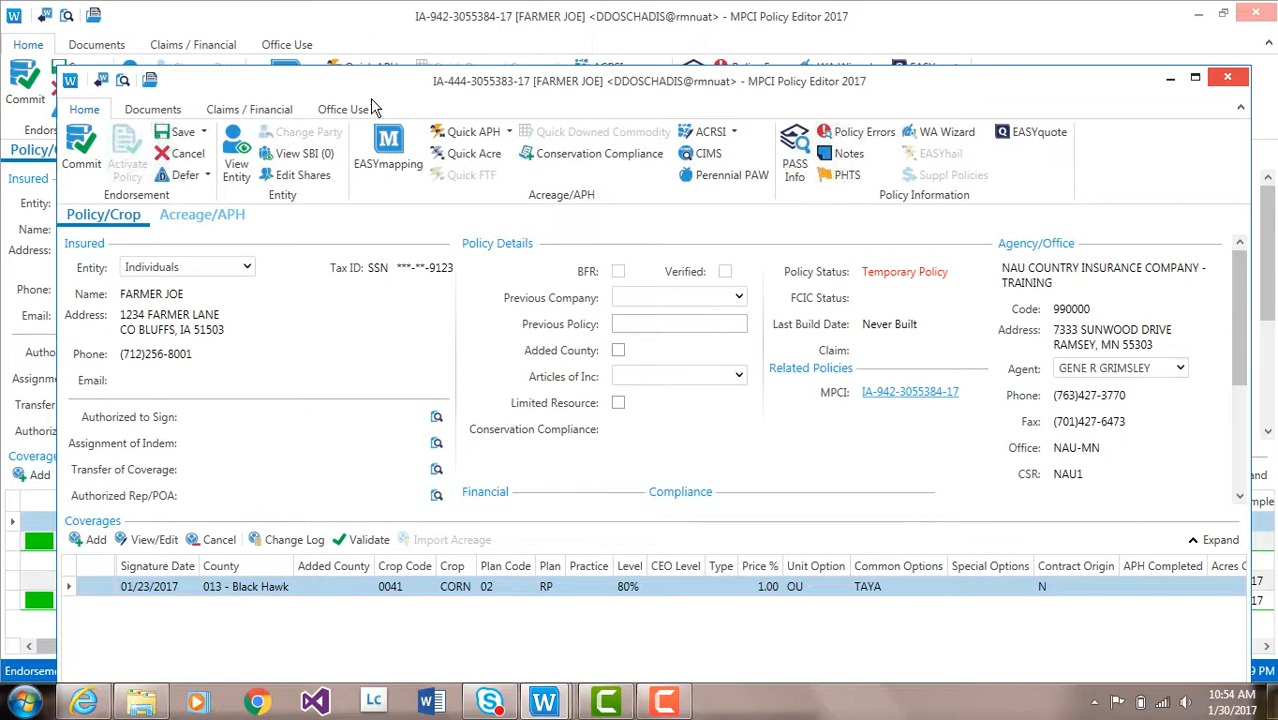 IA-942-3055384-17 [FARMER JOE] <DDOSCHADIS@rmnuat> - MPCI Policy Editor 2017
Home Documents Claims / Financial Office Use
Commit
IA-444-3055383-17 [FARMER JOE] <DDOSCHADIS@rmnuat> - MPCI Policy Editor 2017
Home Documents Claims / Financial Office Use
Commit Activate Policy Save Cancel Defer
Endorsement
View Entity Change Party View SBI (0) Edit Shares
Entity
EASYmapping Quick APH Quick Acre Quick FTF Quick Downed Commodity Conservation Compliance ACRSI CIMS Perennial PAW
Acreage/APH
PASS Info Policy Errors Notes PHTS WA Wizard EASYhail Suppl Policies EASYquote
Policy Information
Policy/Crop Acreage/APH
Insured
Entity: Individuals Tax ID: SSN ***-**-9123
Name: FARMER JOE
Address: 1234 FARMER LANE
CO BLUFFS, IA 51503
Phone: (712)256-8001
Email:
Authorized to Sign:
Assignment of Indem:
Transfer of Coverage:
Authorized Rep/POA:
Policy Details
BFR: Verified:
Previous Company:
Previous Policy:
Added County:
Articles of Inc:
Limited Resource:
Conservation Compliance:
Policy Status: Temporary Policy
FCIC Status:
Last Build Date: Never Built
Claim:
Related Policies
MPCI: IA-942-3055384-17
Financial Compliance
Agency/Office
NAU COUNTRY INSURANCE COMPANY -
TRAINING
Code: 990000
Address: 7333 SUNWOOD DRIVE
RAMSEY, MN 55303
Agent: GENE R GRIMSLEY
Phone: (763)427-3770
Fax: (701)427-6473
Office: NAU-MN
CSR: NAU1
Coverages
Add View/Edit Cancel Change Log Validate Import Acreage Expand
Signature Date County Added County Crop Code Crop Plan Code Plan Practice Level CEO Level Type Price % Unit Option Common Options Special Options Contract Origin APH Completed Acres C
01/23/2017 013 - Black Hawk 0041 CORN 02 RP 80% 1.00 OU TAYA N
Insured
Entity:
Name:
Address:
Phone:
Email:
Add
LC
10:54 AM
1/30/2017